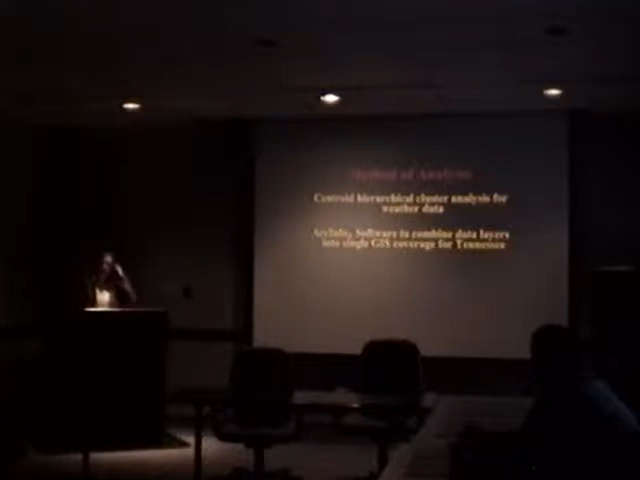 Method of Analysis
Centroid hierarchical cluster analysis for
weather data
ArcInfo, Software to combine data layers
into single GIS coverage for Tennessee